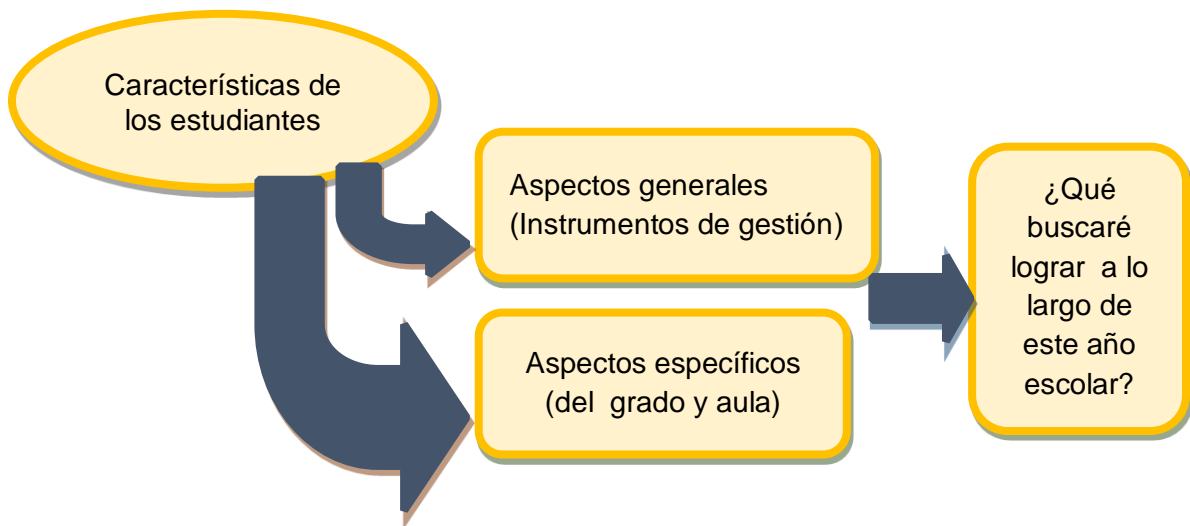 Características de
los estudiantes
Aspectos generales
(Instrumentos de gestión)
Aspectos específicos
(del  grado y aula)
¿Qué
buscaré
lograr  a lo
largo de
este año
escolar?